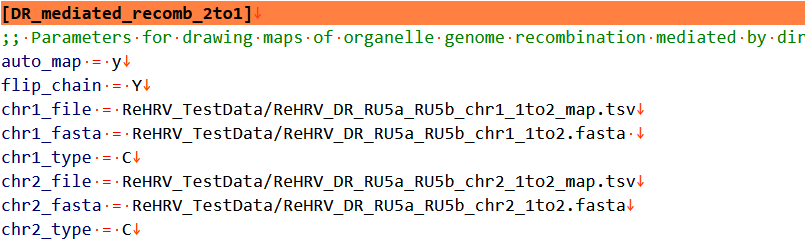 [DR_mediated_recomb_2to1]
;; Parameters for drawing maps of organelle genome recombination mediated by dir
auto_map = y
flip_chain = Y
chr1_file = ReHRV_TestData/ReHRV_DR_RU5a_RU5b_chr1_1to2_map.tsv
chr1_fasta = ReHRV_TestData/ReHRV_DR_RU5a_RU5b_chr1_1to2.fasta
chr1_type = C
chr2_file = ReHRV_TestData/ReHRV_DR_RU5a_RU5b_chr2_1to2_map.tsv
chr2_fasta = ReHRV_TestData/ReHRV_DR_RU5a_RU5b_chr2_1to2.fasta
chr2_type = C